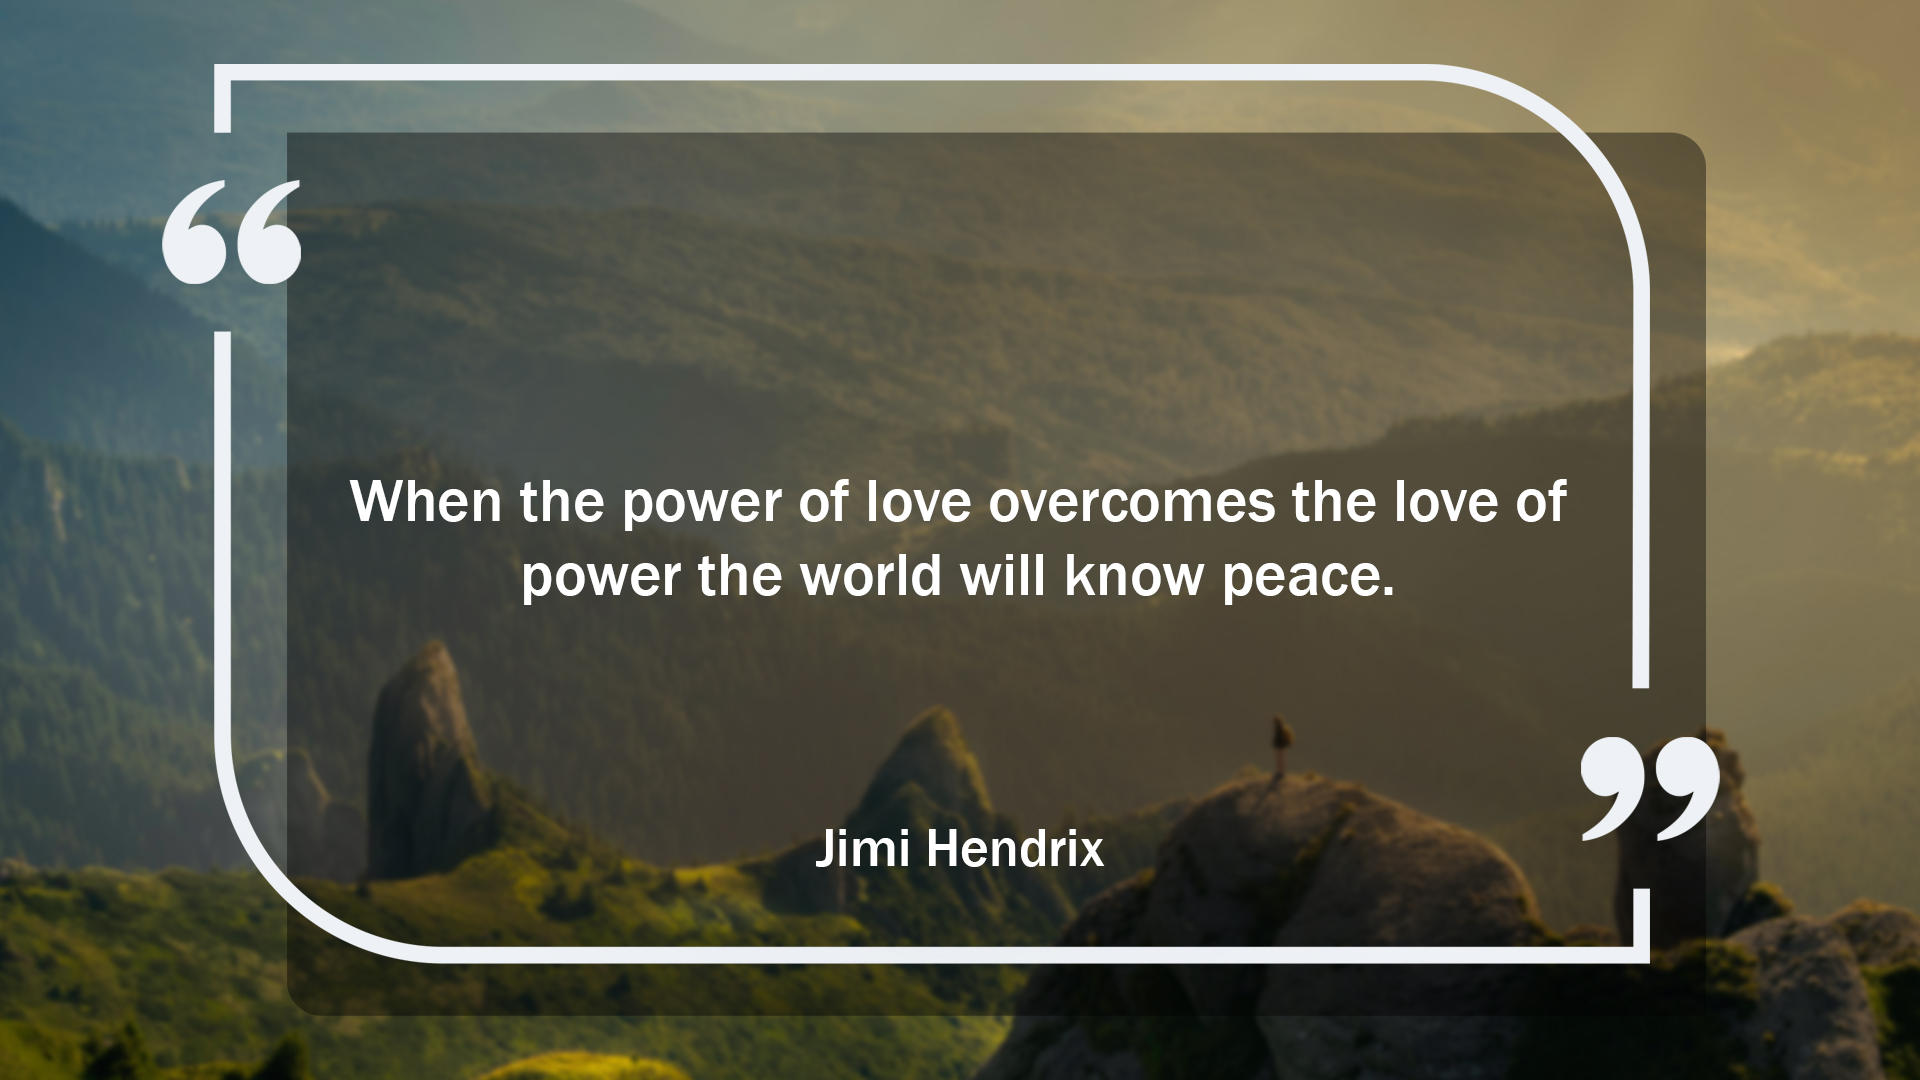 “
When the power of love overcomes the love of
power the world will know peace.
”
Jimi Hendrix